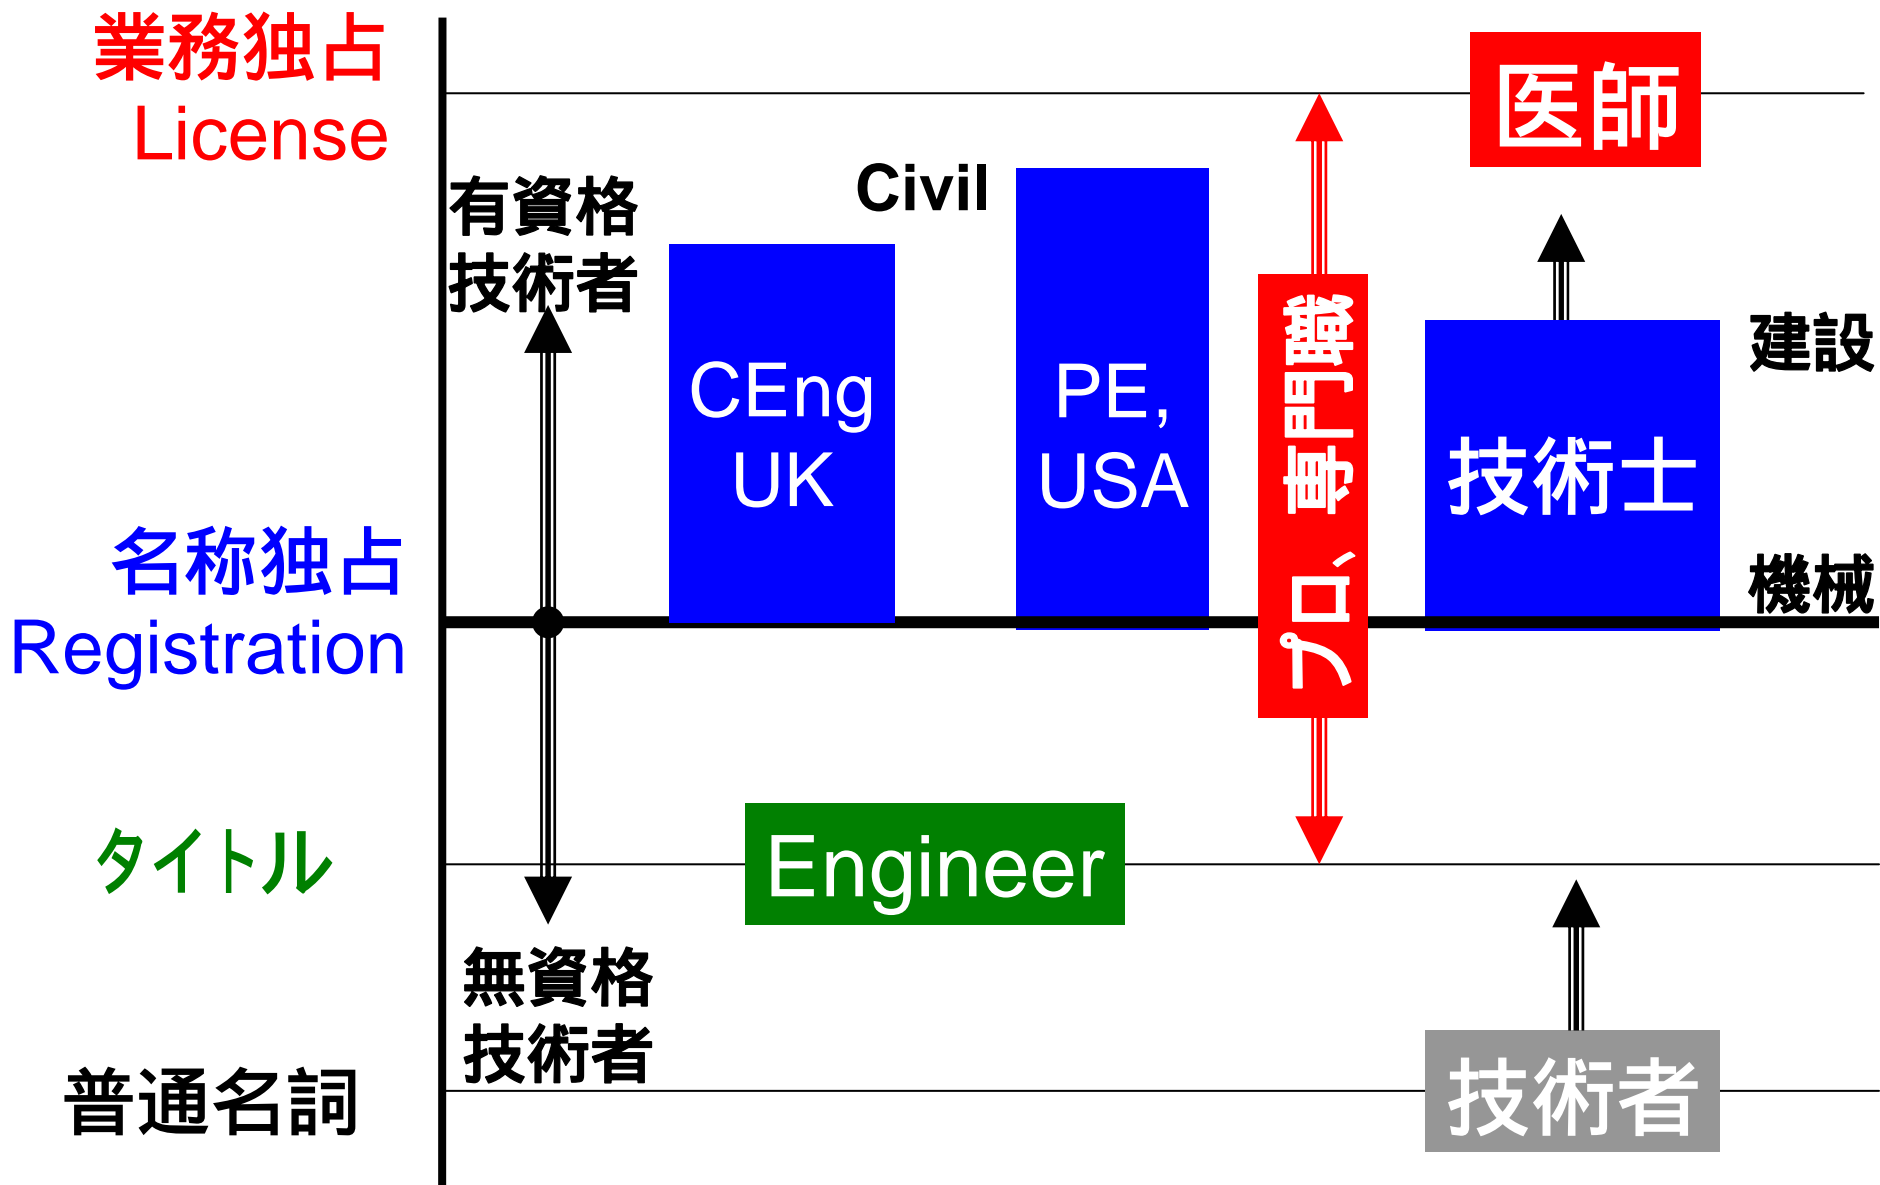 業務独占
License
医師
有資格
技術者
Civil
CEng
UK
PE,
USA
プロ、専門職
建設
技術士
機械
名称独占
Registration
タイトル
Engineer
無資格
技術者
普通名詞
技術者